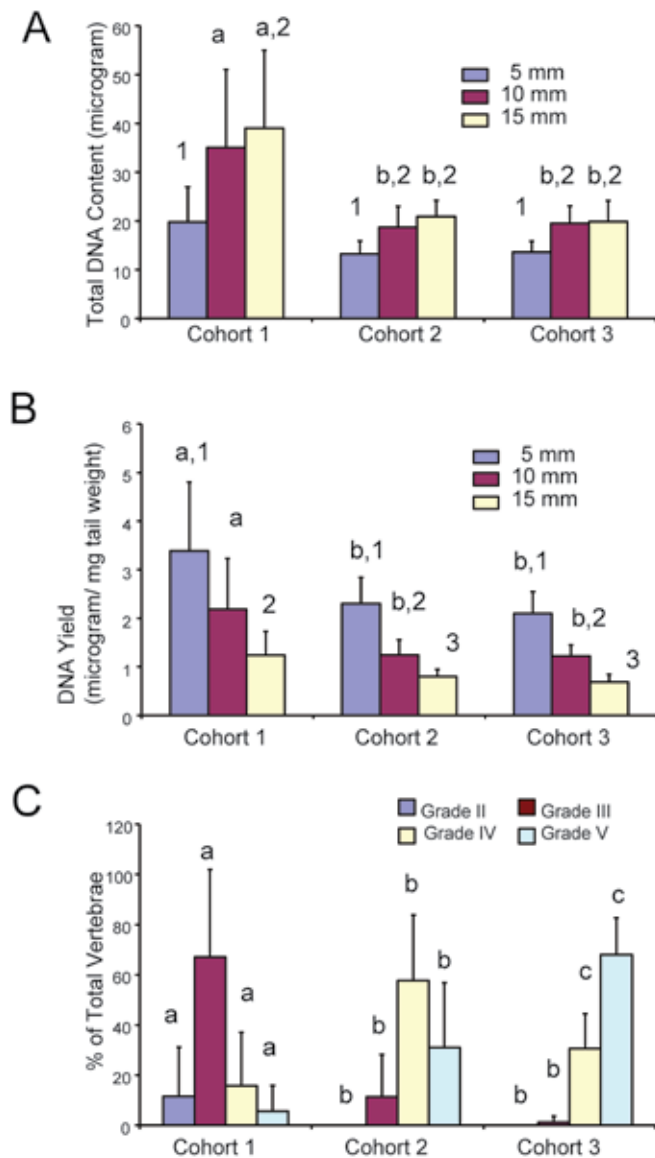 A
Total DNA Content (microgram)
60
50
40
30
20
10
0
5 mm
10 mm
15 mm
1
a
a,2
1
b,2
b,2
1
b,2
b,2
Cohort 1
Cohort 2
Cohort 3
B
DNA Yield
(microgram/ mg tail weight)
6
5
4
3
2
1
0
5 mm
10 mm
15 mm
a,1
a
2
b,1
b,2
3
b,1
b,2
3
Cohort 1
Cohort 2
Cohort 3
C
% of Total Vertebrae
120
100
80
60
40
20
0
Grade II
Grade III
Grade IV
Grade V
a
a
a
a
b
b
b
b
b
b
c
c
Cohort 1
Cohort 2
Cohort 3